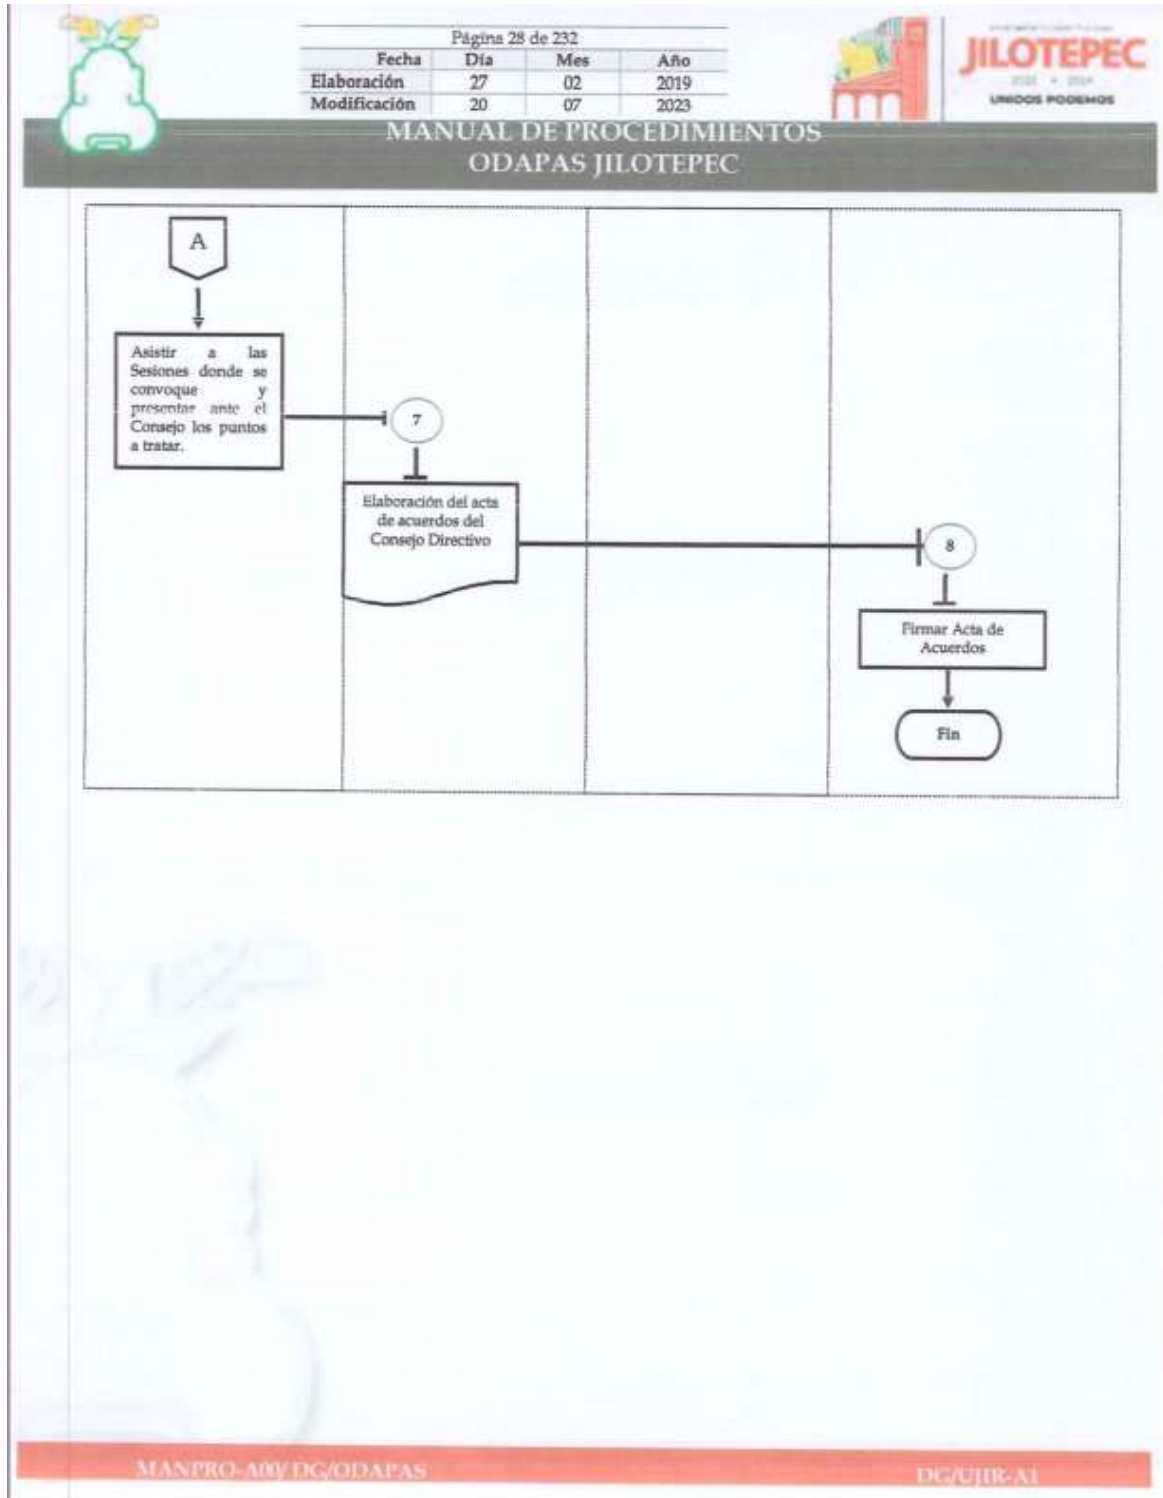 Página 28 de 232
Fecha Día Mes Año
Elaboración 27 02 2019
Modificación 20 07 2023
JILOTEPEC
UNIDOS PODEMOS
MANUAL DE PROCEDIMIENTOS
ODAPAS JILOTEPEC
A
Asistir a las
Sesiones donde se
convoque y
presentar ante el
Consejo los puntos
a tratar.
7
Elaboración del acta
de acuerdos del
Consejo Directivo
8
Firmar Acta de
Acuerdos
Fin
MANPRO-A00/ DG/ODAPAS
DG/UJIR-A1